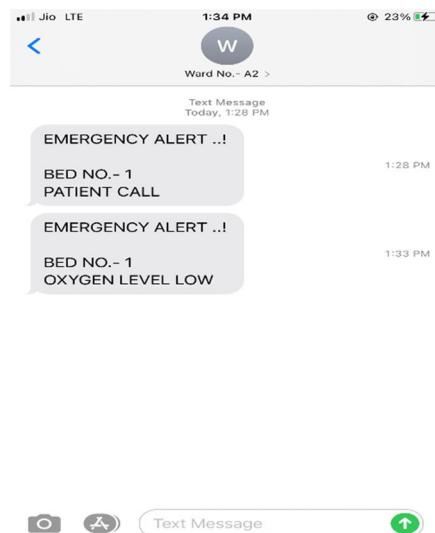 Jio LTE 1:34 PM 23%
W
Ward No.- A2 >
Text Message
Today, 1:28 PM
EMERGENCY ALERT ..!
BED NO.- 1
PATIENT CALL
1:28 PM
EMERGENCY ALERT ..!
BED NO.- 1
OXYGEN LEVEL LOW
1:33 PM
Text Message